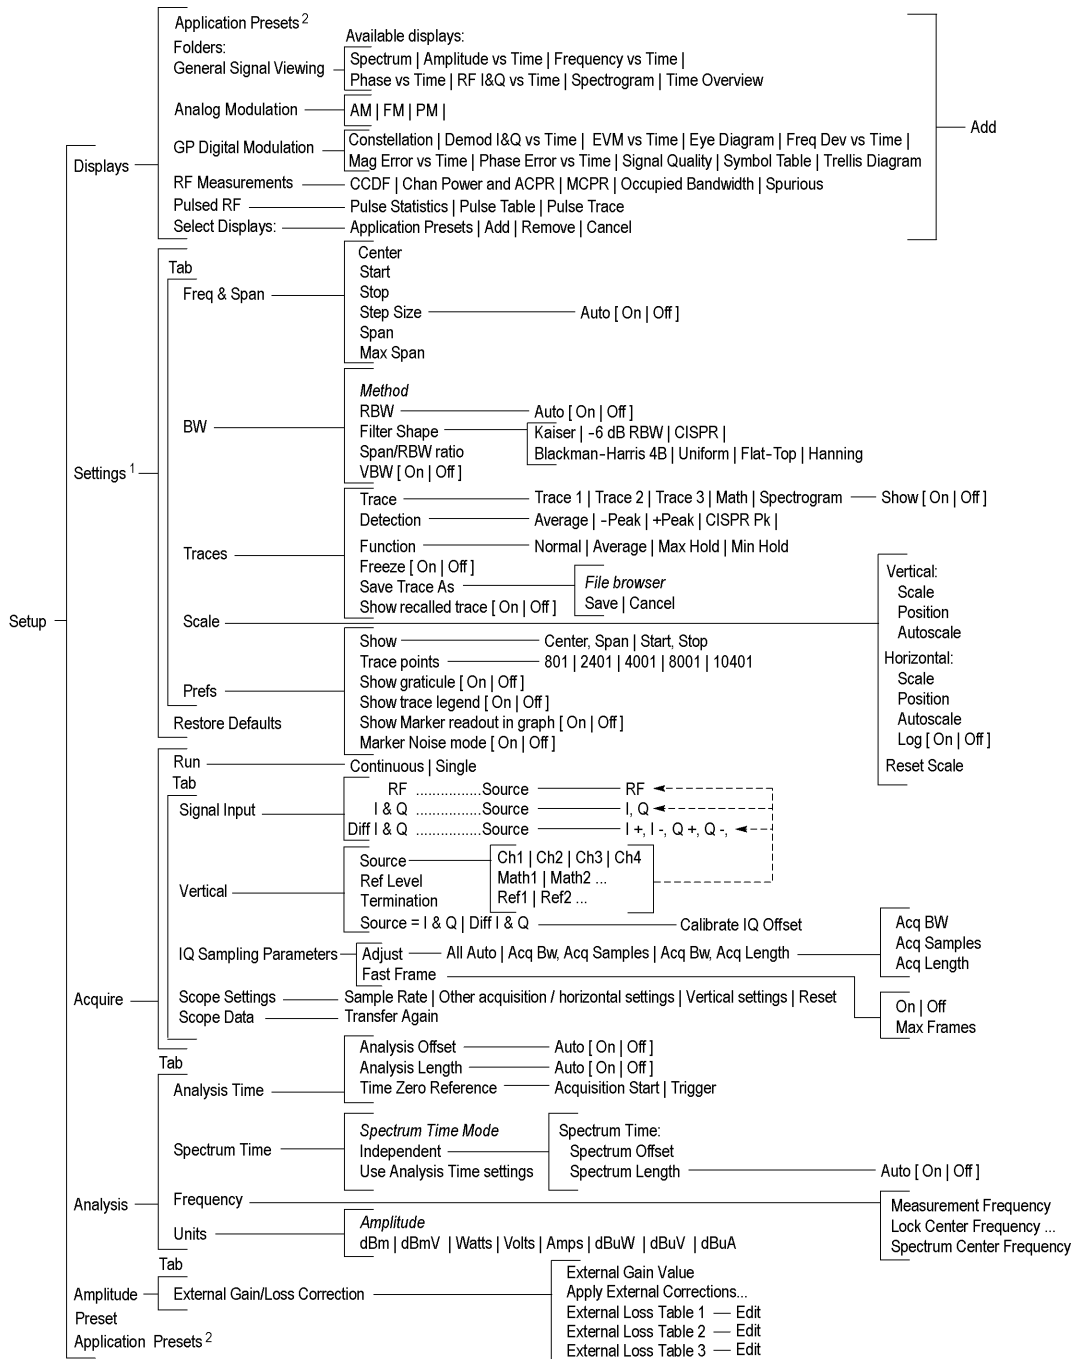 Setup
Displays
Application Presets 2
Folders:
General Signal Viewing
Available displays:
Spectrum | Amplitude vs Time | Frequency vs Time |
Phase vs Time | RF I&Q vs Time | Spectrogram | Time Overview
Analog Modulation
AM | FM | PM |
GP Digital Modulation
Constellation | Demod I&Q vs Time | EVM vs Time | Eye Diagram | Freq Dev vs Time |
Mag Error vs Time | Phase Error vs Time | Signal Quality | Symbol Table | Trellis Diagram
RF Measurements
CCDF | Chan Power and ACPR | MCPR | Occupied Bandwidth | Spurious
Pulsed RF
Pulse Statistics | Pulse Table | Pulse Trace
Select Displays:
Application Presets | Add | Remove | Cancel
Add
Settings 1
Tab
Freq & Span
Center
Start
Stop
Step Size
Auto [ On | Off ]
Span
Max Span
BW
Method
RBW
Auto [ On | Off ]
Filter Shape
Kaiser | -6 dB RBW | CISPR |
Blackman-Harris 4B | Uniform | Flat-Top | Hanning
Span/RBW ratio
VBW [ On | Off ]
Traces
Trace
Trace 1 | Trace 2 | Trace 3 | Math | Spectrogram
Show [ On | Off ]
Detection
Average | -Peak | +Peak | CISPR Pk |
Function
Normal | Average | Max Hold | Min Hold
Freeze [ On | Off ]
Save Trace As
File browser
Save | Cancel
Show recalled trace [ On | Off ]
Scale
Vertical:
Scale
Position
Autoscale
Horizontal:
Scale
Position
Autoscale
Log [ On | Off ]
Reset Scale
Prefs
Show
Center, Span | Start, Stop
Trace points
801 | 2401 | 4001 | 8001 | 10401
Show graticule [ On | Off ]
Show trace legend [ On | Off ]
Show Marker readout in graph [ On | Off ]
Marker Noise mode [ On | Off ]
Restore Defaults
Acquire
Run
Continuous | Single
Tab
Signal Input
RF ................Source
RF
I & Q ................Source
I, Q
Diff I & Q ................Source
I +, I -, Q +, Q -,
Vertical
Source
Ch1 | Ch2 | Ch3 | Ch4
Math1 | Math2 ...
Ref1 | Ref2 ...
Ref Level
Termination
Source = I & Q | Diff I & Q
Calibrate IQ Offset
IQ Sampling Parameters
Adjust
All Auto | Acq Bw, Acq Samples | Acq Bw, Acq Length
Acq BW
Acq Samples
Acq Length
Fast Frame
On | Off
Max Frames
Scope Settings
Sample Rate | Other acquisition / horizontal settings | Vertical settings | Reset
Scope Data
Transfer Again
Analysis
Tab
Analysis Time
Analysis Offset
Auto [ On | Off ]
Analysis Length
Auto [ On | Off ]
Time Zero Reference
Acquisition Start | Trigger
Spectrum Time
Spectrum Time Mode
Independent
Use Analysis Time settings
Spectrum Time:
Spectrum Offset
Spectrum Length
Auto [ On | Off ]
Frequency
Measurement Frequency
Lock Center Frequency ...
Spectrum Center Frequency
Units
Amplitude
dBm | dBmV | Watts | Volts | Amps | dBuW | dBuV | dBuA
Amplitude
Tab
External Gain/Loss Correction
External Gain Value
Apply External Corrections...
External Loss Table 1 — Edit
External Loss Table 2 — Edit
External Loss Table 3 — Edit
Preset
Application Presets 2